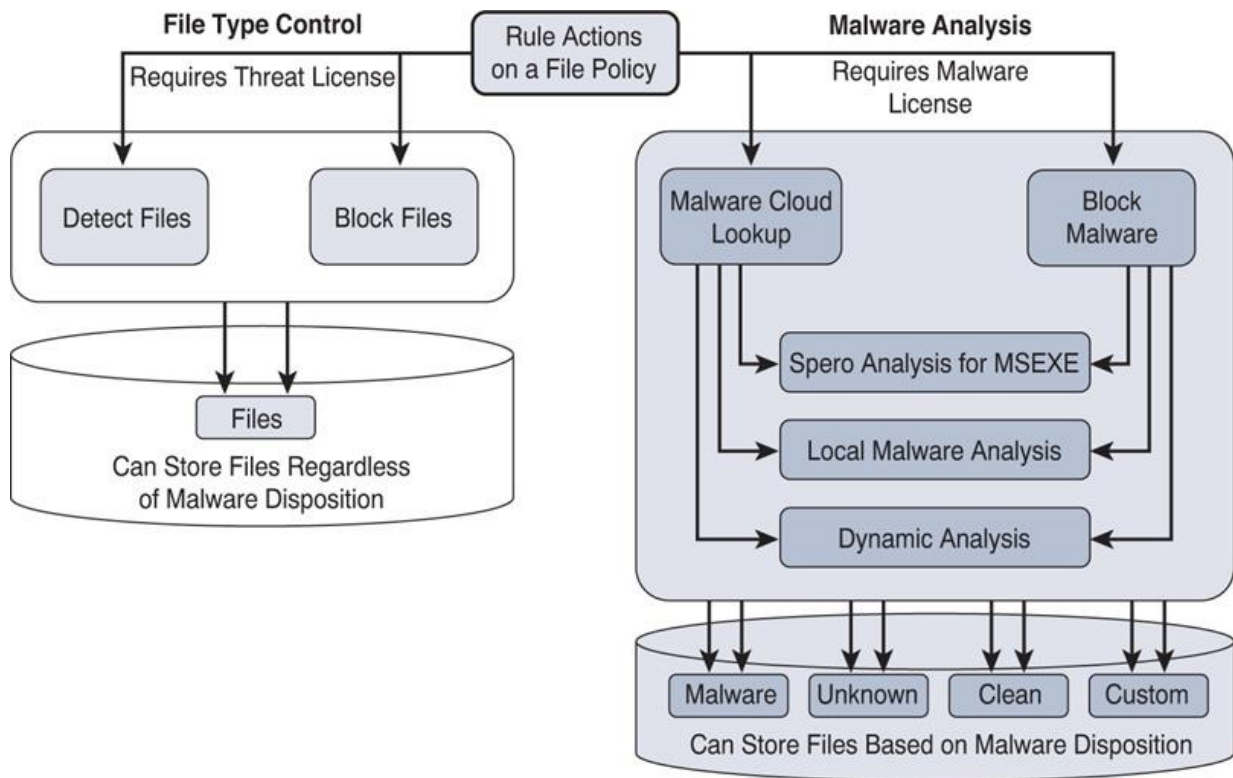 File Type Control
Rule Actions
on a File Policy
Malware Analysis
Requires Threat License
Requires Malware
License
Detect Files
Block Files
Malware Cloud
Lookup
Block
Malware
Spero Analysis for MSEXE
Files
Local Malware Analysis
Can Store Files Regardless
of Malware Disposition
Dynamic Analysis
Malware
Unknown
Clean
Custom
Can Store Files Based on Malware Disposition